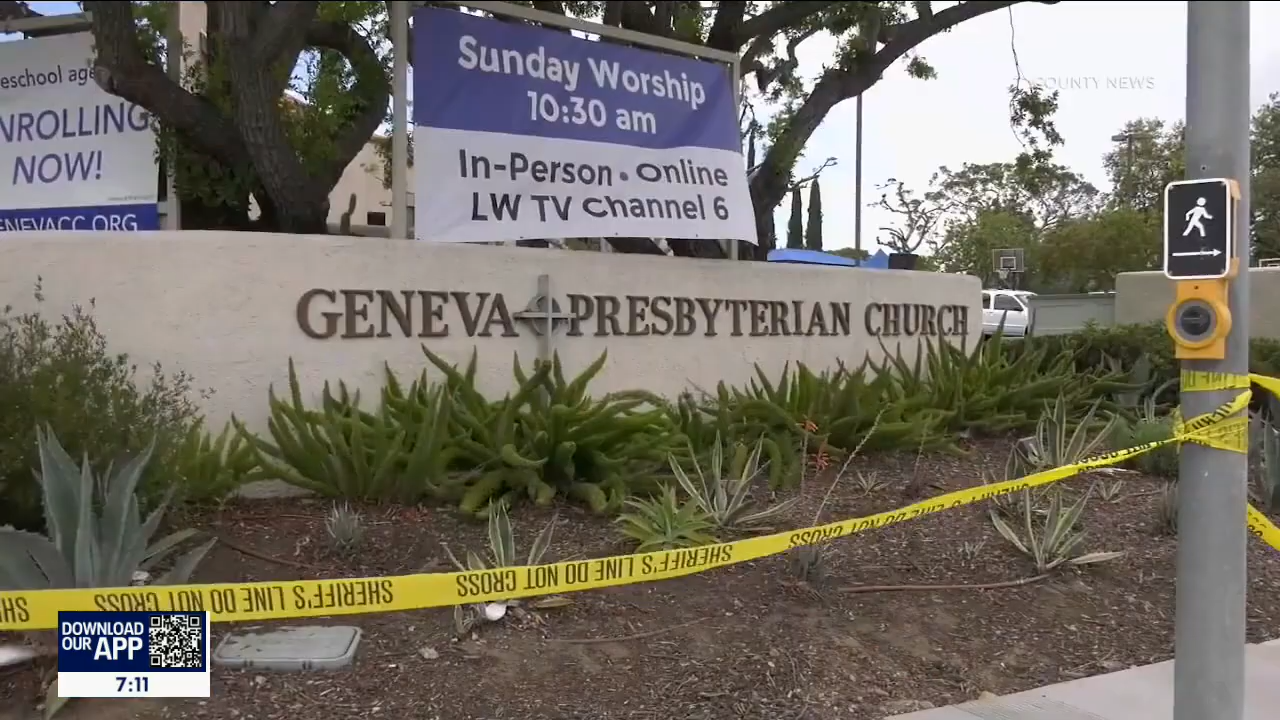 eschool age
NROLLING
NOW!
GENEVACC.ORG
Sunday Worship
10:30 am
In-Person • Online
LW TV Channel 6
COUNTY NEWS
GENEVA PRESBYTERIAN CHURCH
SHERIFF'S LINE DO NOT CROSS SHERIFF'S LINE DO NOT CROSS
DOWNLOAD
OUR APP
7:11